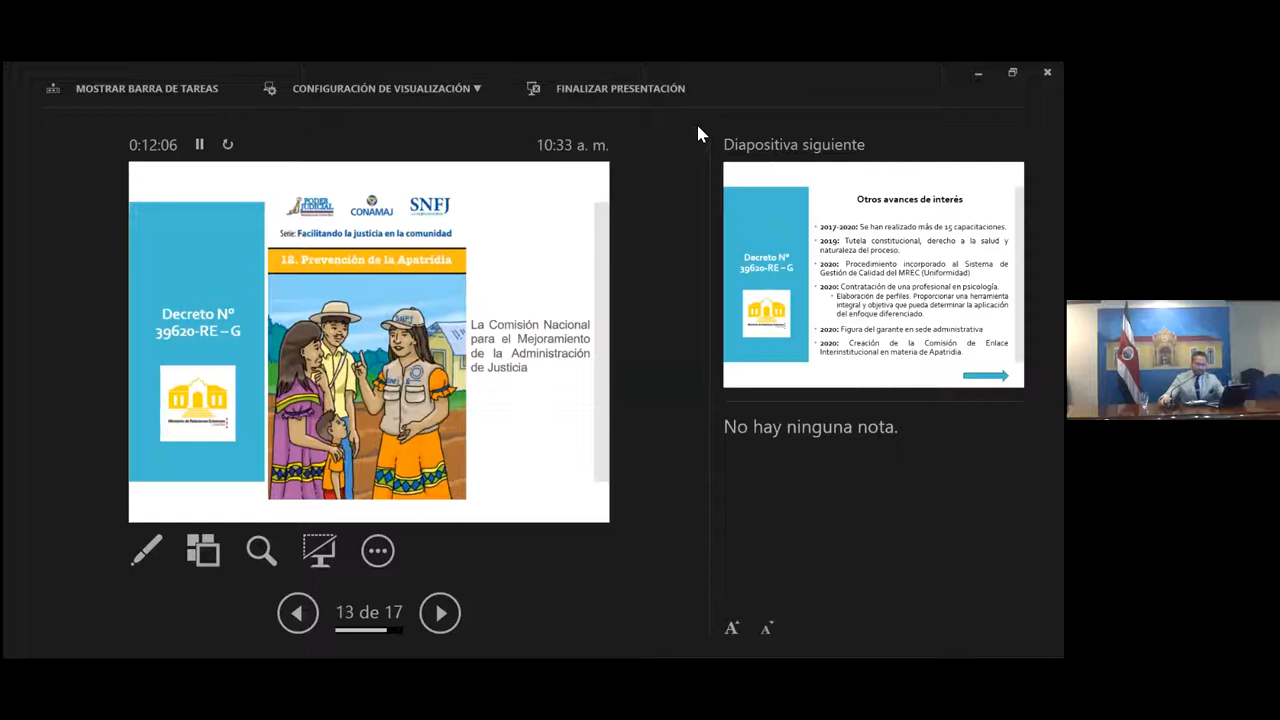 MOSTRAR BARRA DE TAREAS
CONFIGURACIÓN DE VISUALIZACIÓN ▼
FINALIZAR PRESENTACIÓN
0:12:06
10:33 a. m.
Diapositiva siguiente
PODER
JUDICIAL
CONAMAJ
SNFJ
Serie: Facilitando la justicia en la comunidad
12. Prevención de la Apatridia
Decreto Nº
39620-RE – G
La Comisión Nacional
para el Mejoramiento
de la Administración
de Justicia
SNFJ
Otros avances de interés
Decreto Nº
39620-RE – G
2017-2020: Se han realizado más de 15 capacitaciones.
2019: Tutela constitucional, derecho a la salud y
naturaleza del proceso.
2020: Procedimiento incorporado al Sistema de
Gestión de Calidad del MREC (Uniformidad)
2020: Contratación de una profesional en psicología.
Elaboración de perfiles. Proporcionar una herramienta
integral y objetiva que pueda determinar la aplicación
del enfoque diferenciado.
2020: Figura del garante en sede administrativa
2020: Creación de la Comisión de Enlace
Interinstitucional en materia de Apatridia.
No hay ninguna nota.
13 de 17
A A